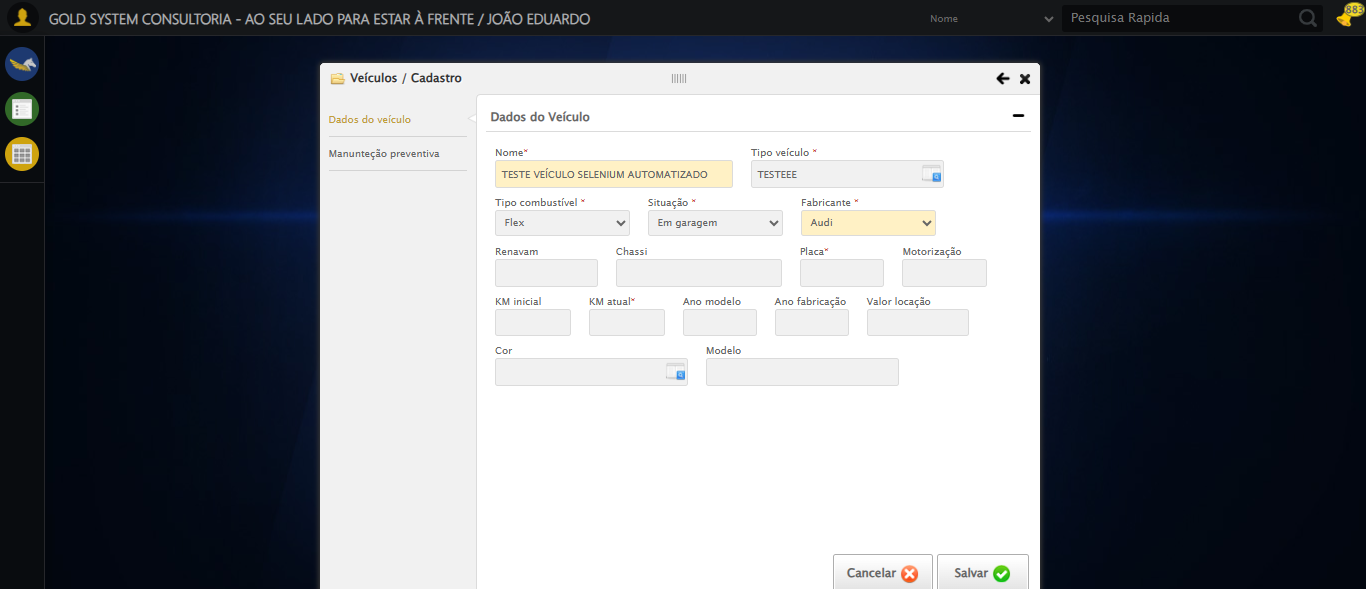 GOLD SYSTEM CONSULTORIA - AO SEU LADO PARA ESTAR À FRENTE / JOÃO EDUARDO
Nome
Pesquisa Rapida
883
Veículos / Cadastro
Dados do veículo
Manunteção preventiva
Dados do Veículo
Nome* Tipo veículo *
TESTE VEÍCULO SELENIUM AUTOMATIZADO TESTEEE
Tipo combustível * Situação * Fabricante *
Flex Em garagem Audi
Renavam Chassi Placa* Motorização
KM inicial KM atual* Ano modelo Ano fabricação Valor locação
Cor Modelo
Cancelar Salvar